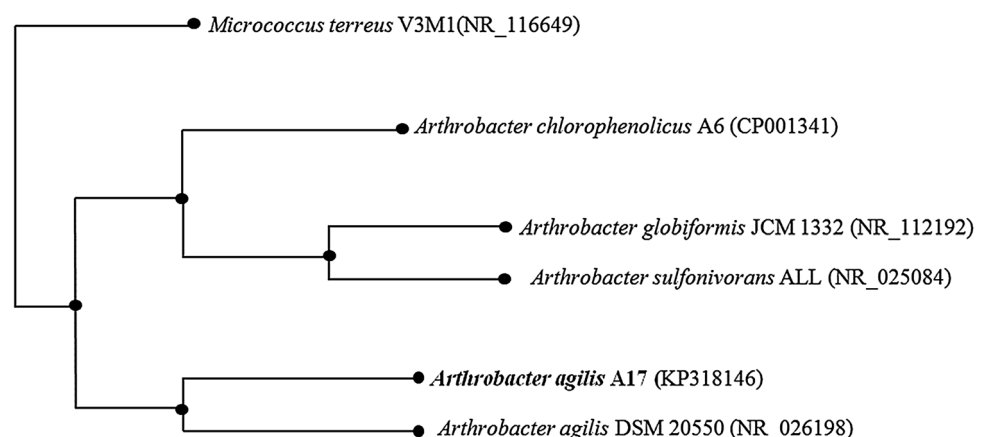 Micrococcus terreus V3M1(NR_116649)
Arthrobacter chlorophenolicus A6 (CP001341)
Arthrobacter globiformis JCM 1332 (NR_112192)
Arthrobacter sulfonivorans ALL (NR_025084)
Arthrobacter agilis A17 (KP318146)
Arthrobacter agilis DSM 20550 (NR_026198)